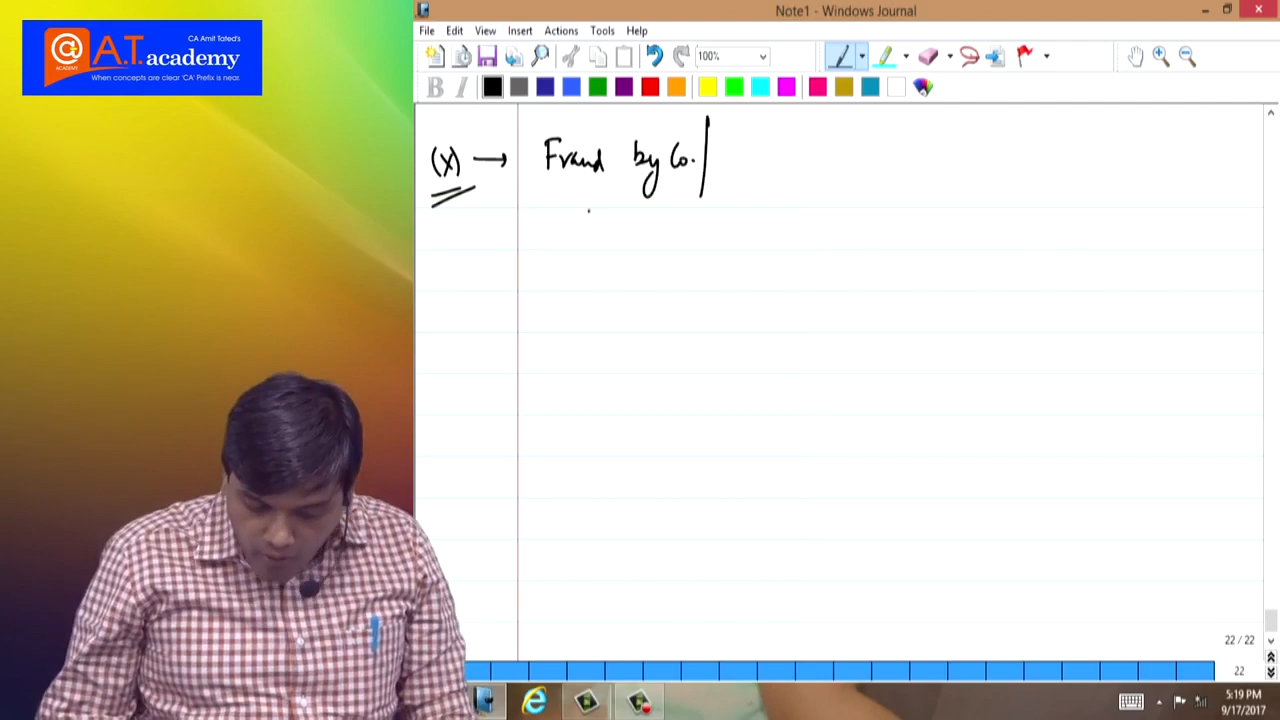 CA Amit Tated's
@ A.T. academy
ACADEMY
When concepts are clear 'CA' Prefix is near.
Note1 - Windows Journal
File Edit View Insert Actions Tools Help
100%
B I
(X) → Fraud by Co.
22 / 22
22
5:19 PM
9/17/2017